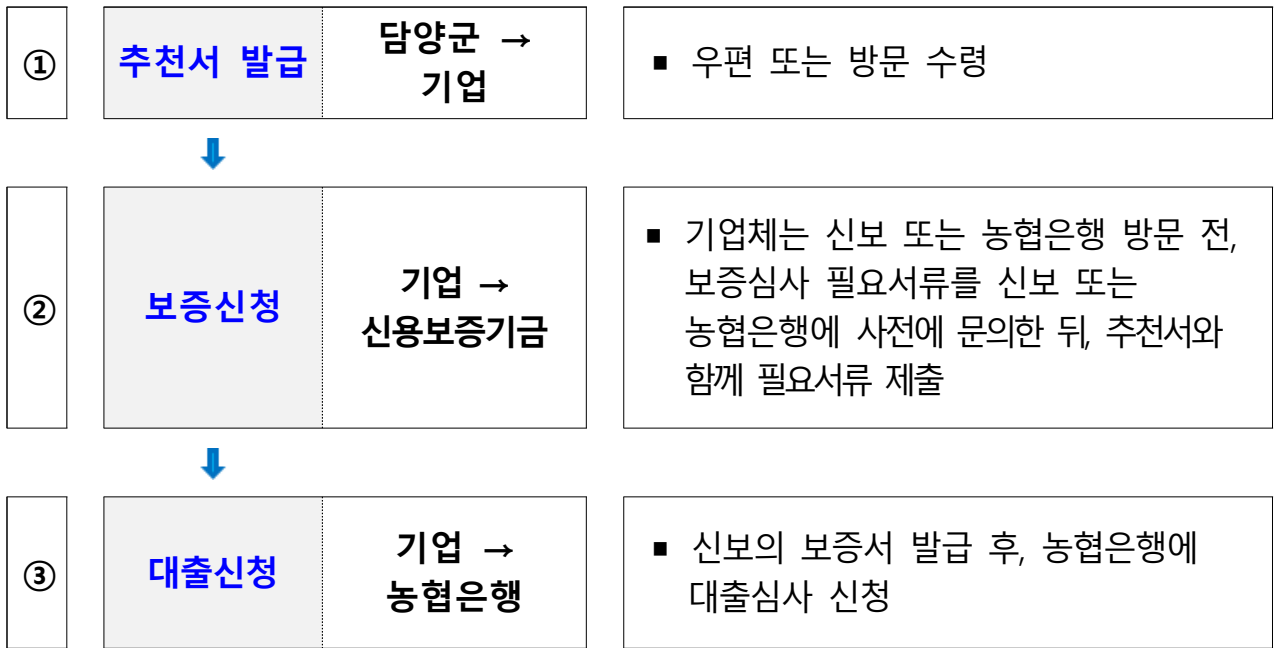 ①
추천서 발급
담양군 →
기업
▪ 우편 또는 방문 수령
②
보증신청
기업 →
신용보증기금
▪ 기업체는 신보 또는 농협은행 방문 전,
보증심사 필요서류를 신보 또는
농협은행에 사전에 문의한 뒤, 추천서와
함께 필요서류 제출
③
대출신청
기업 →
농협은행
▪ 신보의 보증서 발급 후, 농협은행에
대출심사 신청